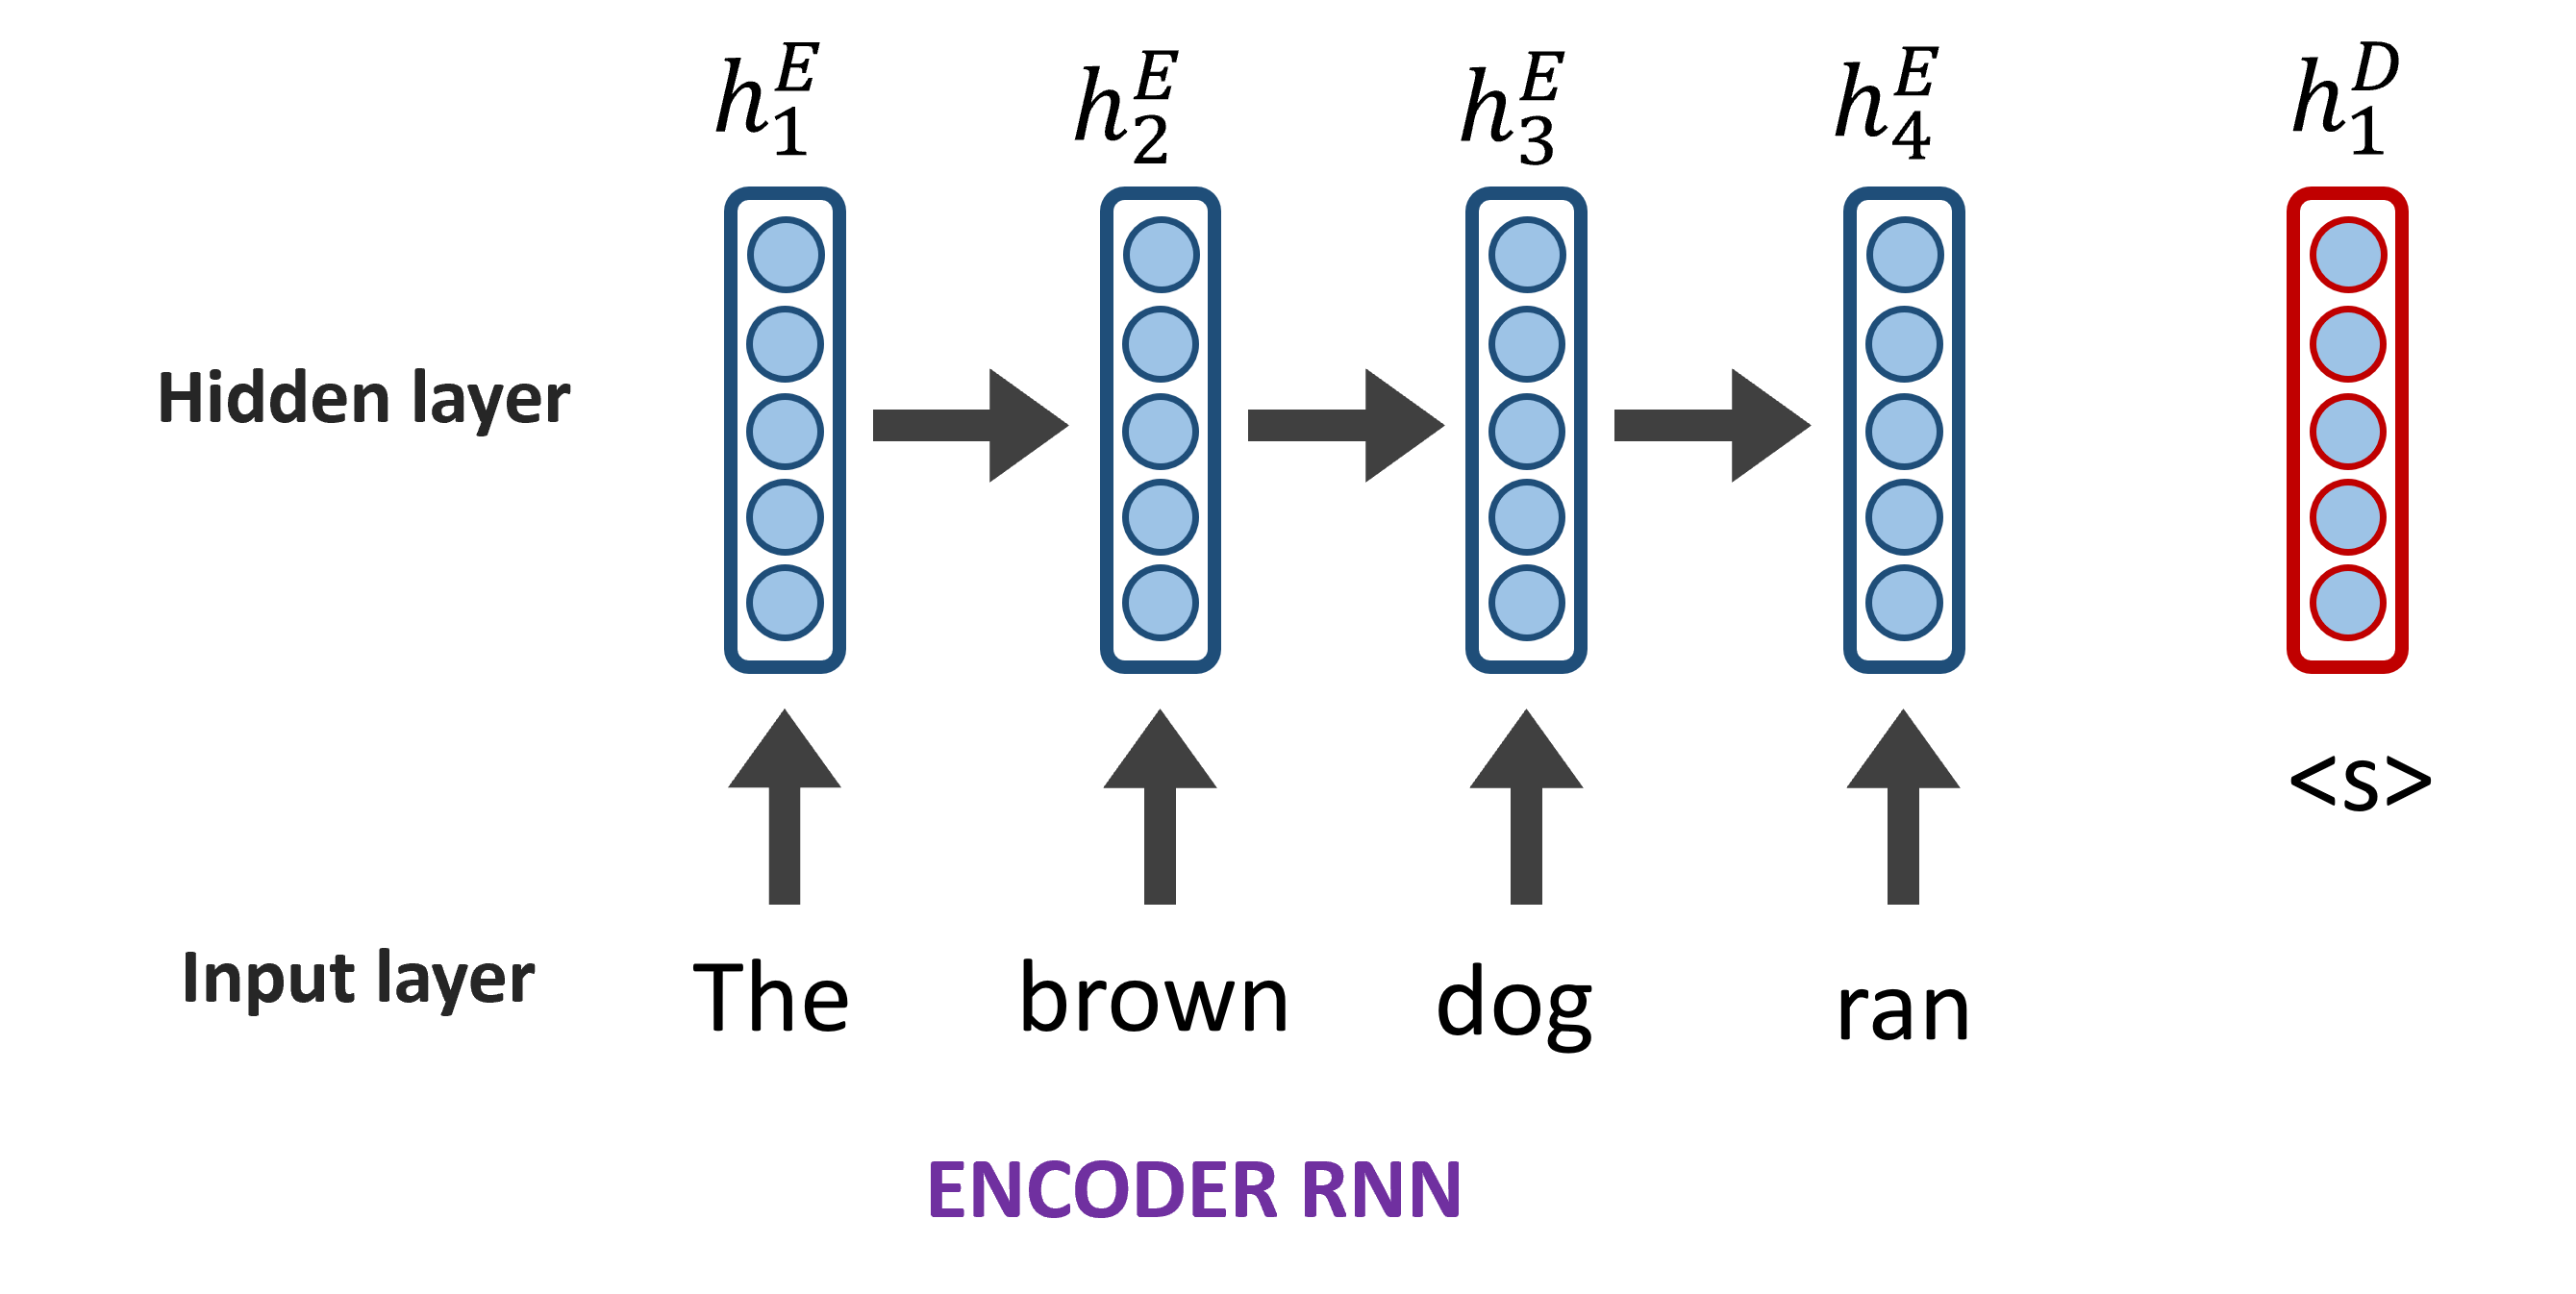 h_1^E h_2^E h_3^E h_4^E h_1^D
Hidden layer
<s>
Input layer The brown dog ran
ENCODER RNN